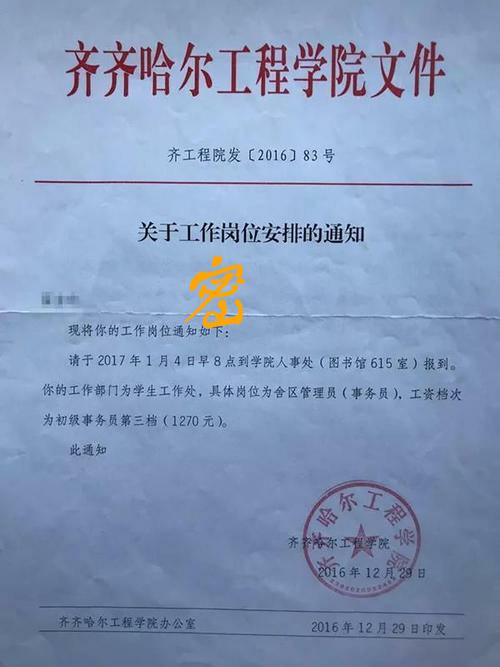 齐齐哈尔工程学院文件
齐工程院发〔2016〕83号
关于工作岗位安排的通知
密
现将你的工作岗位通知如下：
请于2017年1月4日早8点到学院人事处（图书馆615室）报到。
你的工作部门为学生工作处，具体岗位为舍区管理员（事务员），工资档次
为初级事务员第三档（1270元）。
此通知
齐齐哈尔工程学院
齐齐哈尔工程学院
2016年12月29日
齐齐哈尔工程学院办公室
2016年12月29日印发